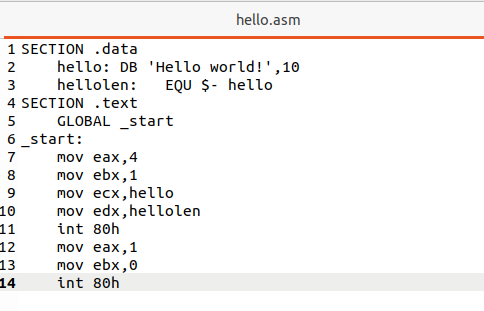 hello.asm
1 SECTION .data
2     hello: DB 'Hello world!',10
3     hellolen:   EQU $- hello
4 SECTION .text
5     GLOBAL _start
6 _start:
7     mov eax,4
8     mov ebx,1
9     mov ecx,hello
10     mov edx,hellolen
11     int 80h
12     mov eax,1
13     mov ebx,0
14     int 80h